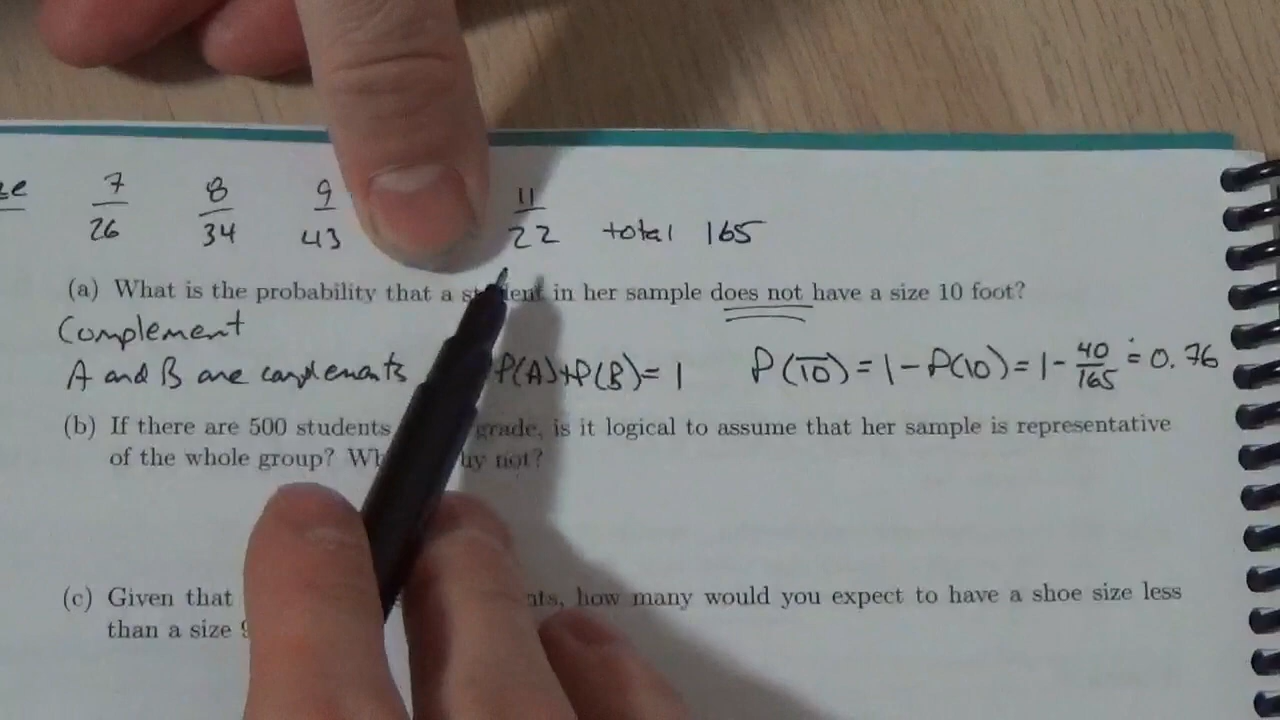 7 8 9 11
26 34 43 22 total 165
(a) What is the probability that a student in her sample does not have a size 10 foot?
Complement
A and B are complements P(A)+P(B)=1 P(\overline{10})=1-P(10)=1-\frac{40}{165}≐0.76
(b) If there are 500 students grade, is it logical to assume that her sample is representative
of the whole group? not?
(c) Given that how many would you expect to have a shoe size less
than a size